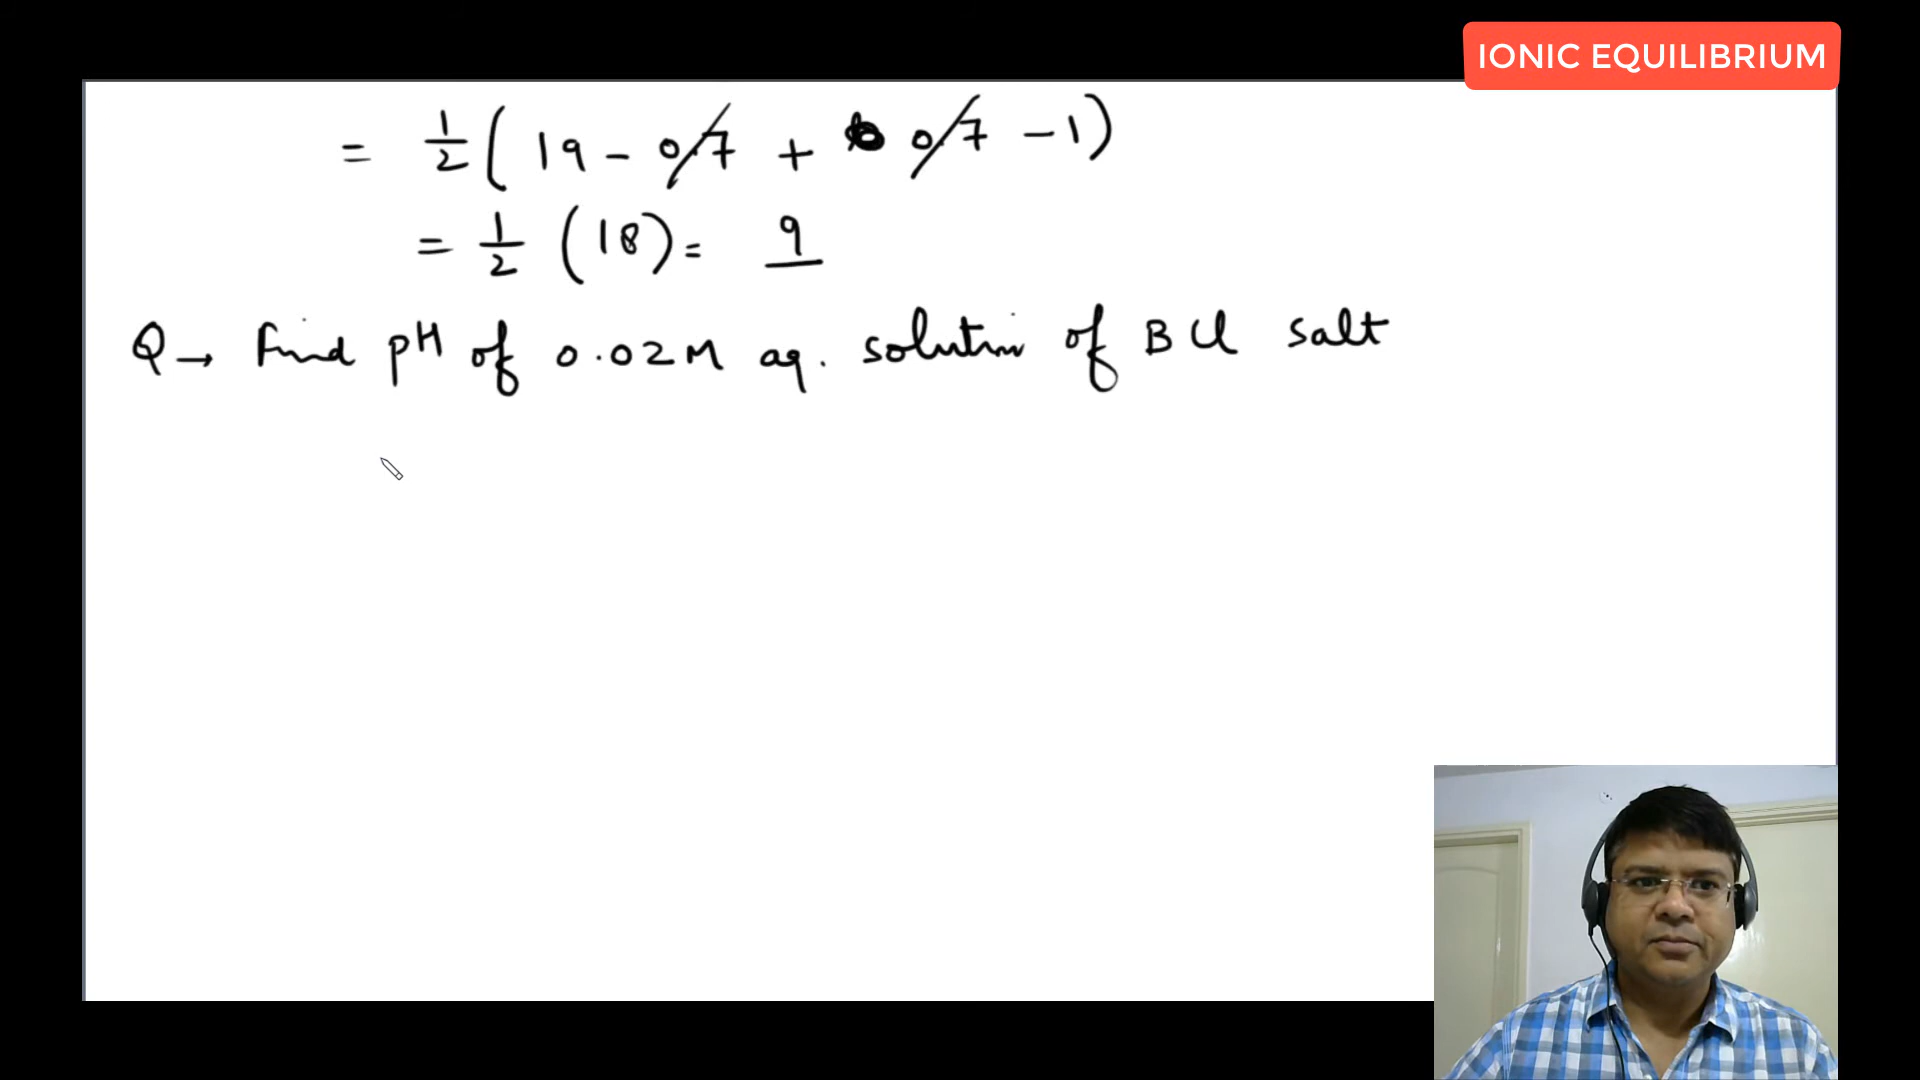 IONIC EQUILIBRIUM
= 1/2 ( 19 - 0.7 + 0.7 - 1 )
= 1/2 (18) = 9
Q → Find pH of 0.02M aq. solution of BCl salt